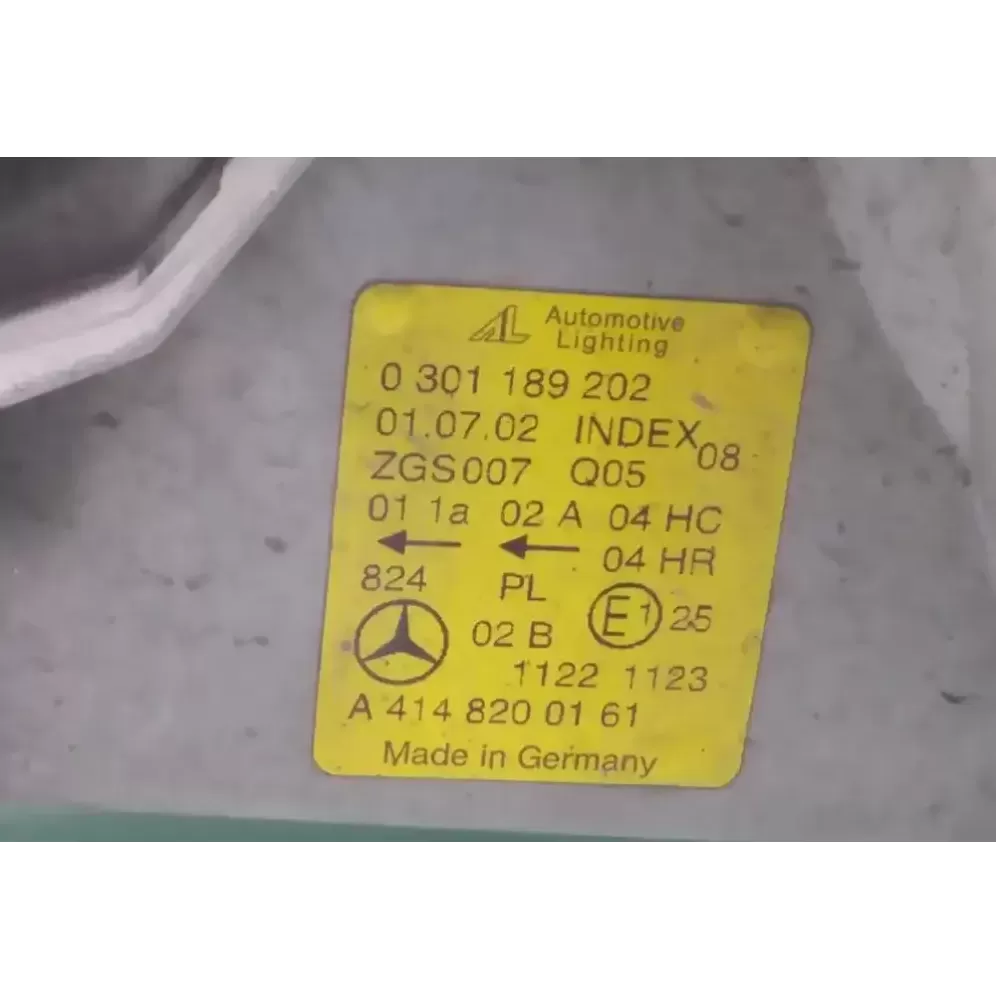 AL Automotive
Lighting
0 301 189 202
01.07.02 INDEX 08
ZGS007 Q05
01 1a 02 A 04 HC
← ← 04 HR
824 PL
02 B E1 25
1122 1123
A 414 820 01 61
Made in Germany